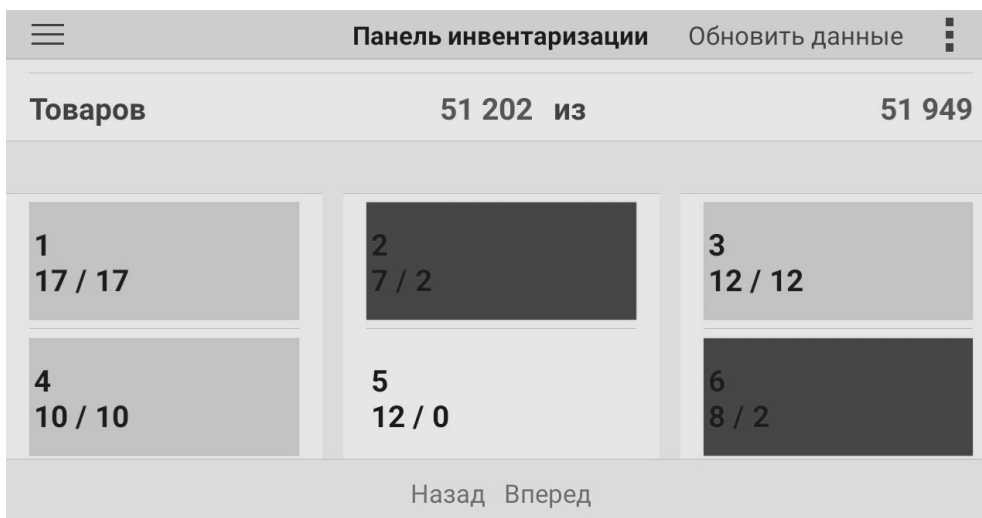 Панель инвентаризации Обновить данные
Товаров 51 202 из 51 949
1
17 / 17
2
7 / 2
3
12 / 12
4
10 / 10
5
12 / 0
6
8 / 2
Назад Вперед